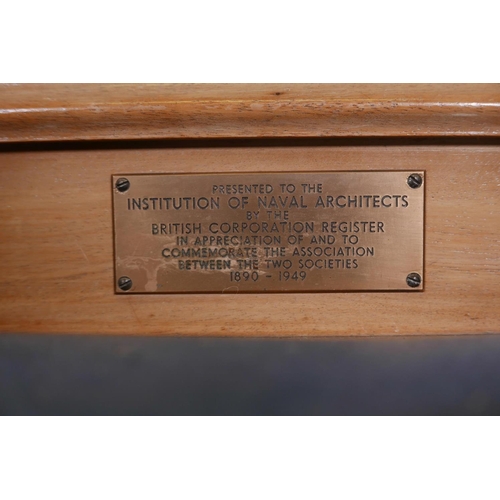 PRESENTED TO THE
INSTITUTION OF NAVAL ARCHITECTS
BY THE
BRITISH CORPORATION REGISTER
IN APPRECIATION OF AND TO
COMMEMORATE THE ASSOCIATION
BETWEEN THE TWO SOCIETIES
1890 - 1949